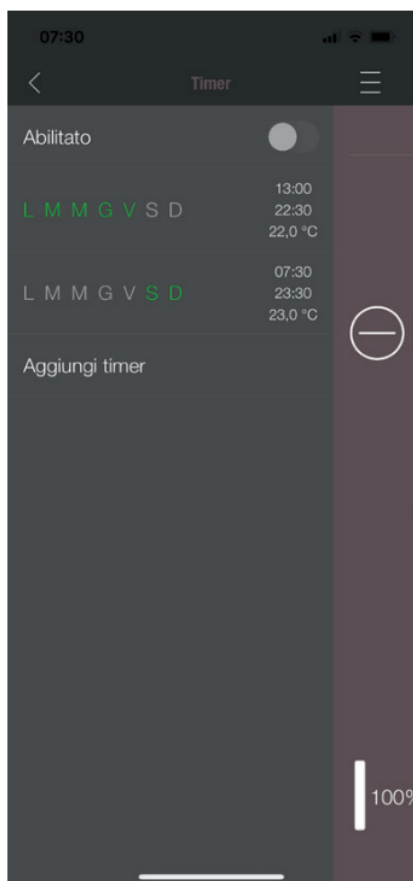 07:30
Timer
Abilitato
L M M G V S D
13:00
22:30
22,0 °C
L M M G V S D
07:30
23:30
23,0 °C
Aggiungi timer
100%